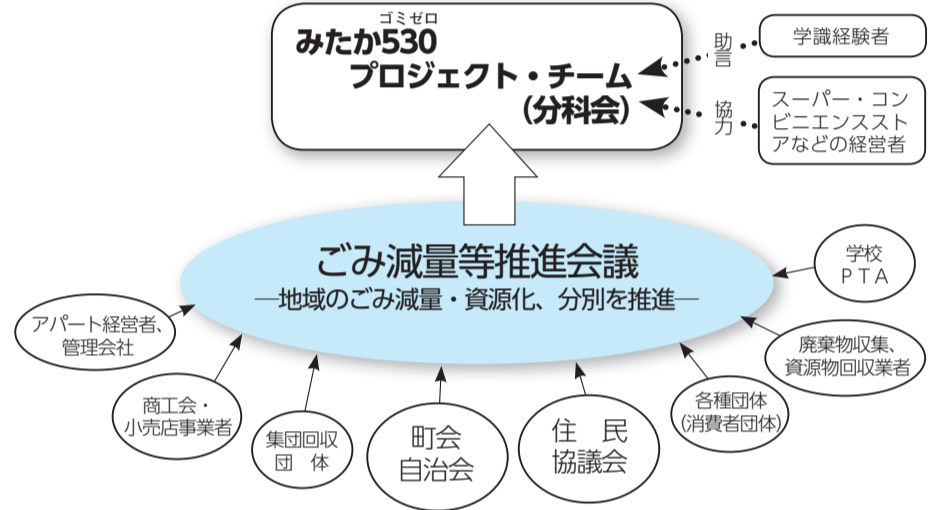 ゴミゼロ
みたか530
プロジェクト・チーム
(分科会)
助言
学識経験者
協力
スーパー・コン
ビニエンススト
アなどの経営者
ごみ減量等推進会議
―地域のごみ減量・資源化、分別を推進―
学校
PTA
アパート経営者、
管理会社
廃棄物収集、
資源物回収業者
商工会・
小売店事業者
集団回収
団　体
町会
自治会
住　民
協議会
各種団体
(消費者団体)